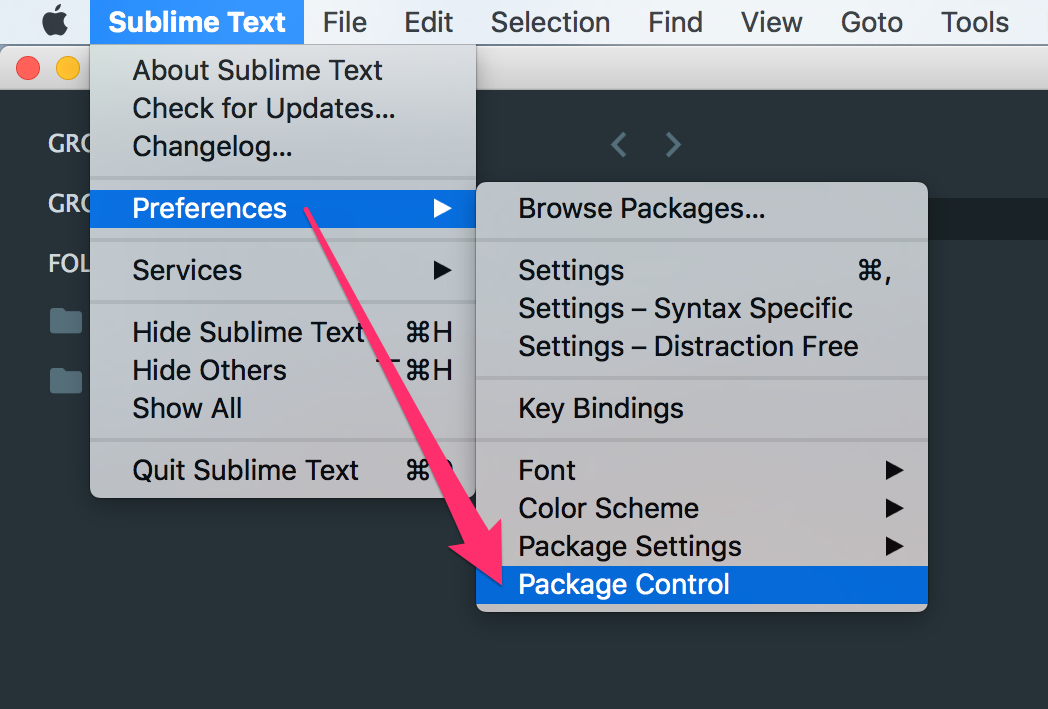 Sublime Text File Edit Selection Find View Goto Tools
About Sublime Text
Check for Updates...
Changelog...
Preferences
Services
Hide Sublime Text ⌘H
Hide Others ⌘H
Show All
Quit Sublime Text ⌘
GRO
GRO
FOL
Browse Packages...
Settings ⌘,
Settings – Syntax Specific
Settings – Distraction Free
Key Bindings
Font
Color Scheme
Package Settings
Package Control